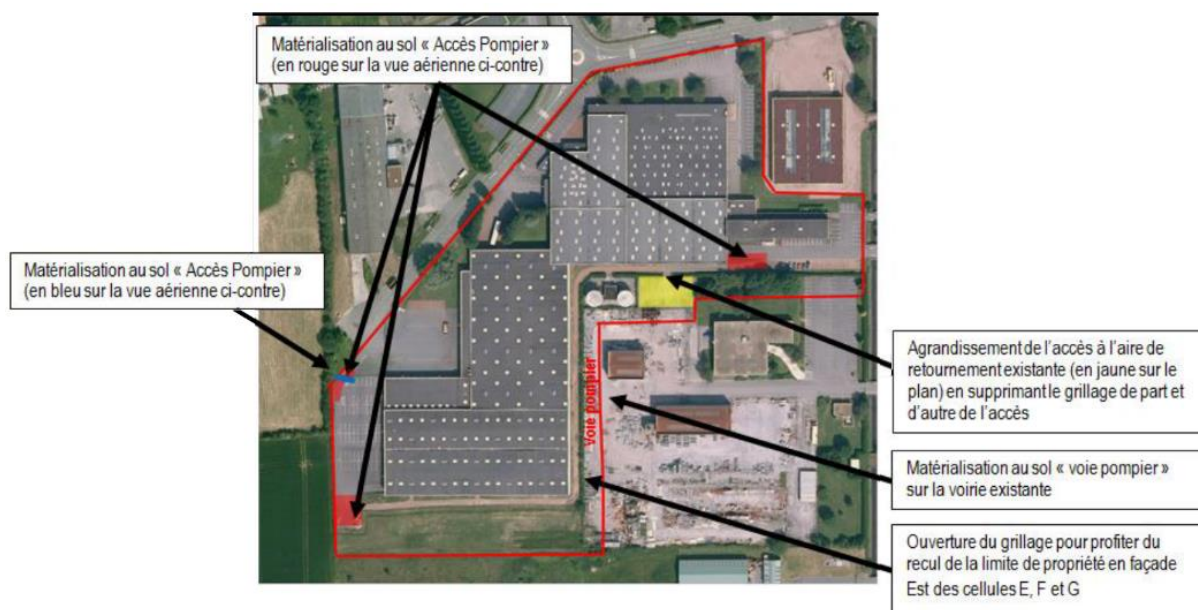 Matérialisation au sol « Accès Pompier »
(en rouge sur la vue aérienne ci-contre)
Matérialisation au sol « Accès Pompier »
(en bleu sur la vue aérienne ci-contre)
voie pompier
Agrandissement de l'accès à l'aire de
retournement existante (en jaune sur le
plan) en supprimant le grillage de part et
d'autre de l'accès
Matérialisation au sol « voie pompier »
sur la voirie existante
Ouverture du grillage pour profiter du
recul de la limite de propriété en façade
Est des cellules E, F et G